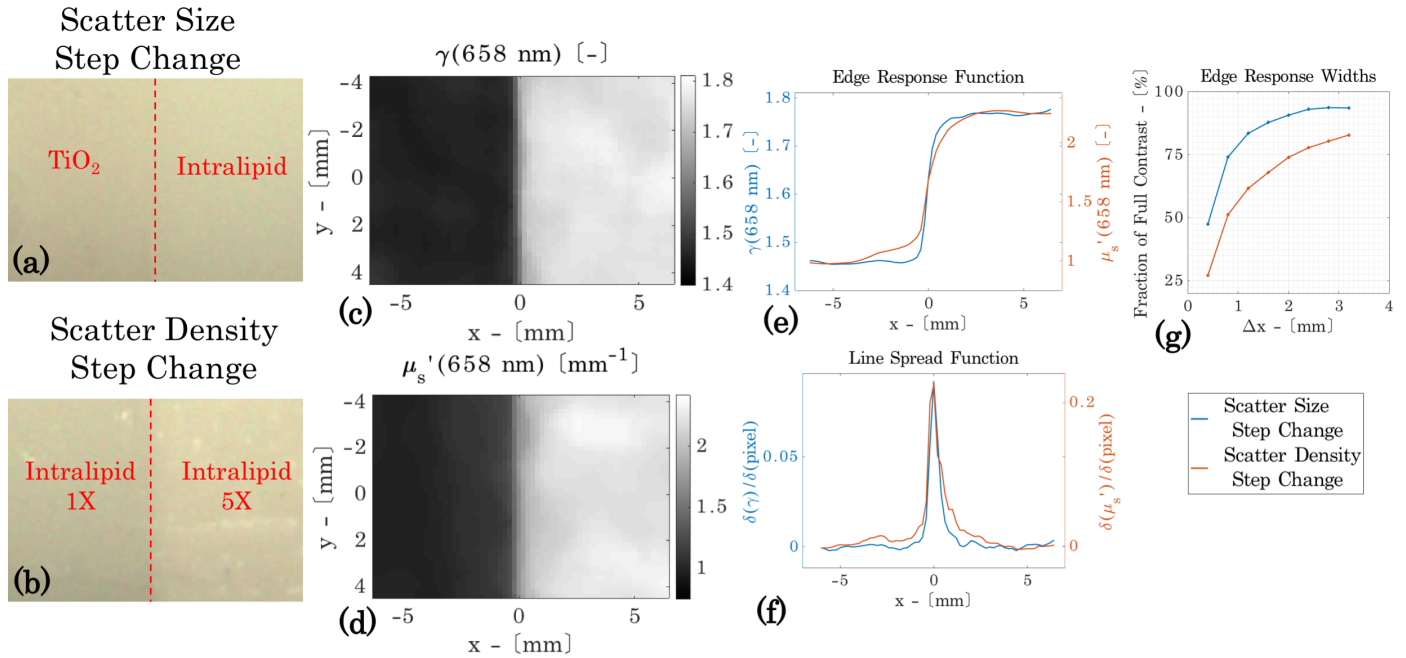 Scatter Size
Step Change
TiO₂
Intralipid
(a)
Scatter Density
Step Change
Intralipid
1X
Intralipid
5X
(b)
γ(658 nm) [-]
-4
-2
0
2
4
y - [mm]
-5
0
5
x - [mm]
1.8
1.7
1.6
1.5
1.4
(c)
μₛ'(658 nm) [mm⁻¹]
-4
-2
0
2
4
y - [mm]
-5
0
5
x - [mm]
2
1.5
1
(d)
Edge Response Function
1.8
1.7
1.6
1.5
1.4
γ(658 nm) [-]
2
1.5
1
μₛ'(658 nm) [-]
-5
0
5
x - [mm]
(e)
Line Spread Function
0.05
0
δ(γ)/δ(pixel)
0.2
0
δ(μₛ')/δ(pixel)
-5
0
5
x - [mm]
(f)
Edge Response Widths
100
75
50
25
Fraction of Full Contrast - [%]
0
1
2
3
4
Δx - [mm]
(g)
Scatter Size
Step Change
Scatter Density
Step Change